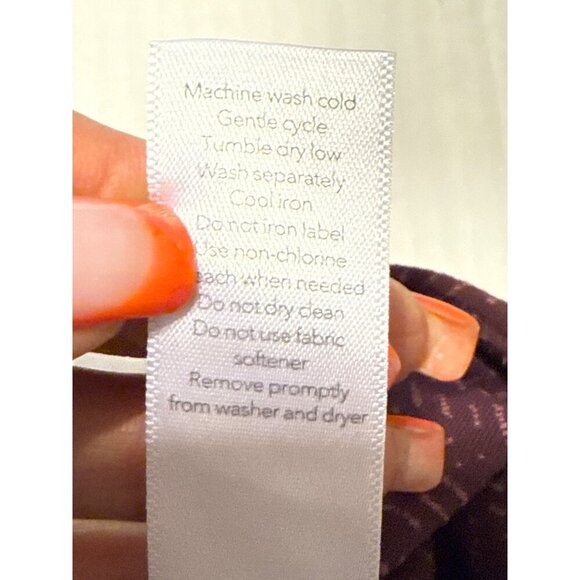 Machine wash cold
Gentle cycle
Tumble dry low
Wash separately
Cool iron
Do not iron label
Use non-chlorine
each when needed
Do not dry clean
Do not use fabric
softener
Remove promptly
from washer and dryer